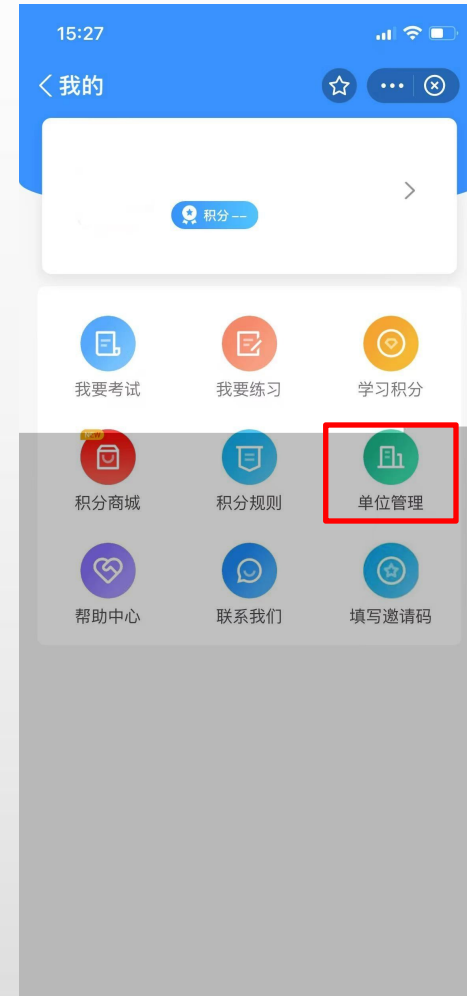 15:27
我的
积分 --
我要考试 我要练习 学习积分
积分商城 积分规则 单位管理
帮助中心 联系我们 填写邀请码